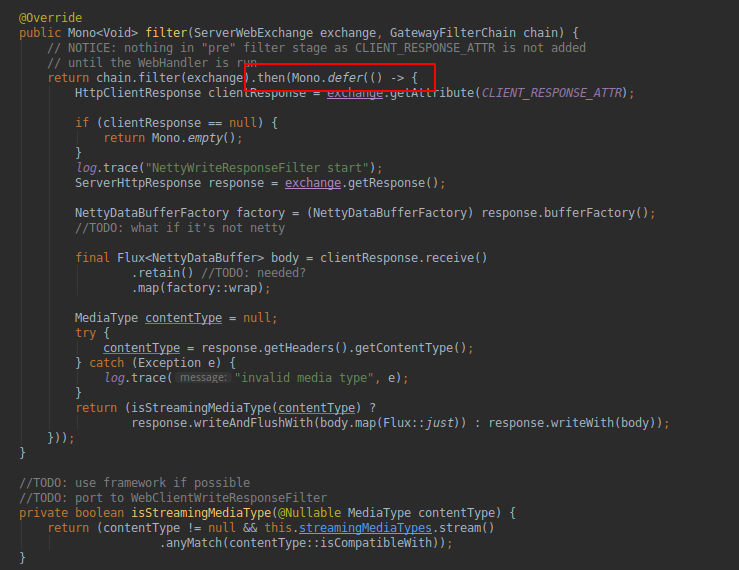 @Override
public Mono<Void> filter(ServerWebExchange exchange, GatewayFilterChain chain) {
// NOTICE: nothing in "pre" filter stage as CLIENT_RESPONSE_ATTR is not added
// until the WebHandler is run
return chain.filter(exchange).then(Mono.defer(() -> {
HttpClientResponse clientResponse = exchange.getAttribute(CLIENT_RESPONSE_ATTR);
if (clientResponse == null) {
return Mono.empty();
}
log.trace("NettyWriteResponseFilter start");
ServerHttpResponse response = exchange.getResponse();
NettyDataBufferFactory factory = (NettyDataBufferFactory) response.bufferFactory();
//TODO: what if it's not netty
final Flux<NettyDataBuffer> body = clientResponse.receive()
.retain() //TODO: needed?
.map(factory::wrap);
MediaType contentType = null;
try {
contentType = response.getHeaders().getContentType();
} catch (Exception e) {
log.trace( message: "invalid media type", e);
}
return (isStreamingMediaType(contentType) ?
response.writeAndFlushWith(body.map(Flux::just)) : response.writeWith(body));
}));
}
//TODO: use framework if possible
//TODO: port to WebClientWriteResponseFilter
private boolean isStreamingMediaType(@Nullable MediaType contentType) {
return (contentType != null && this.streamingMediaTypes.stream()
.anyMatch(contentType::isCompatibleWith));
}